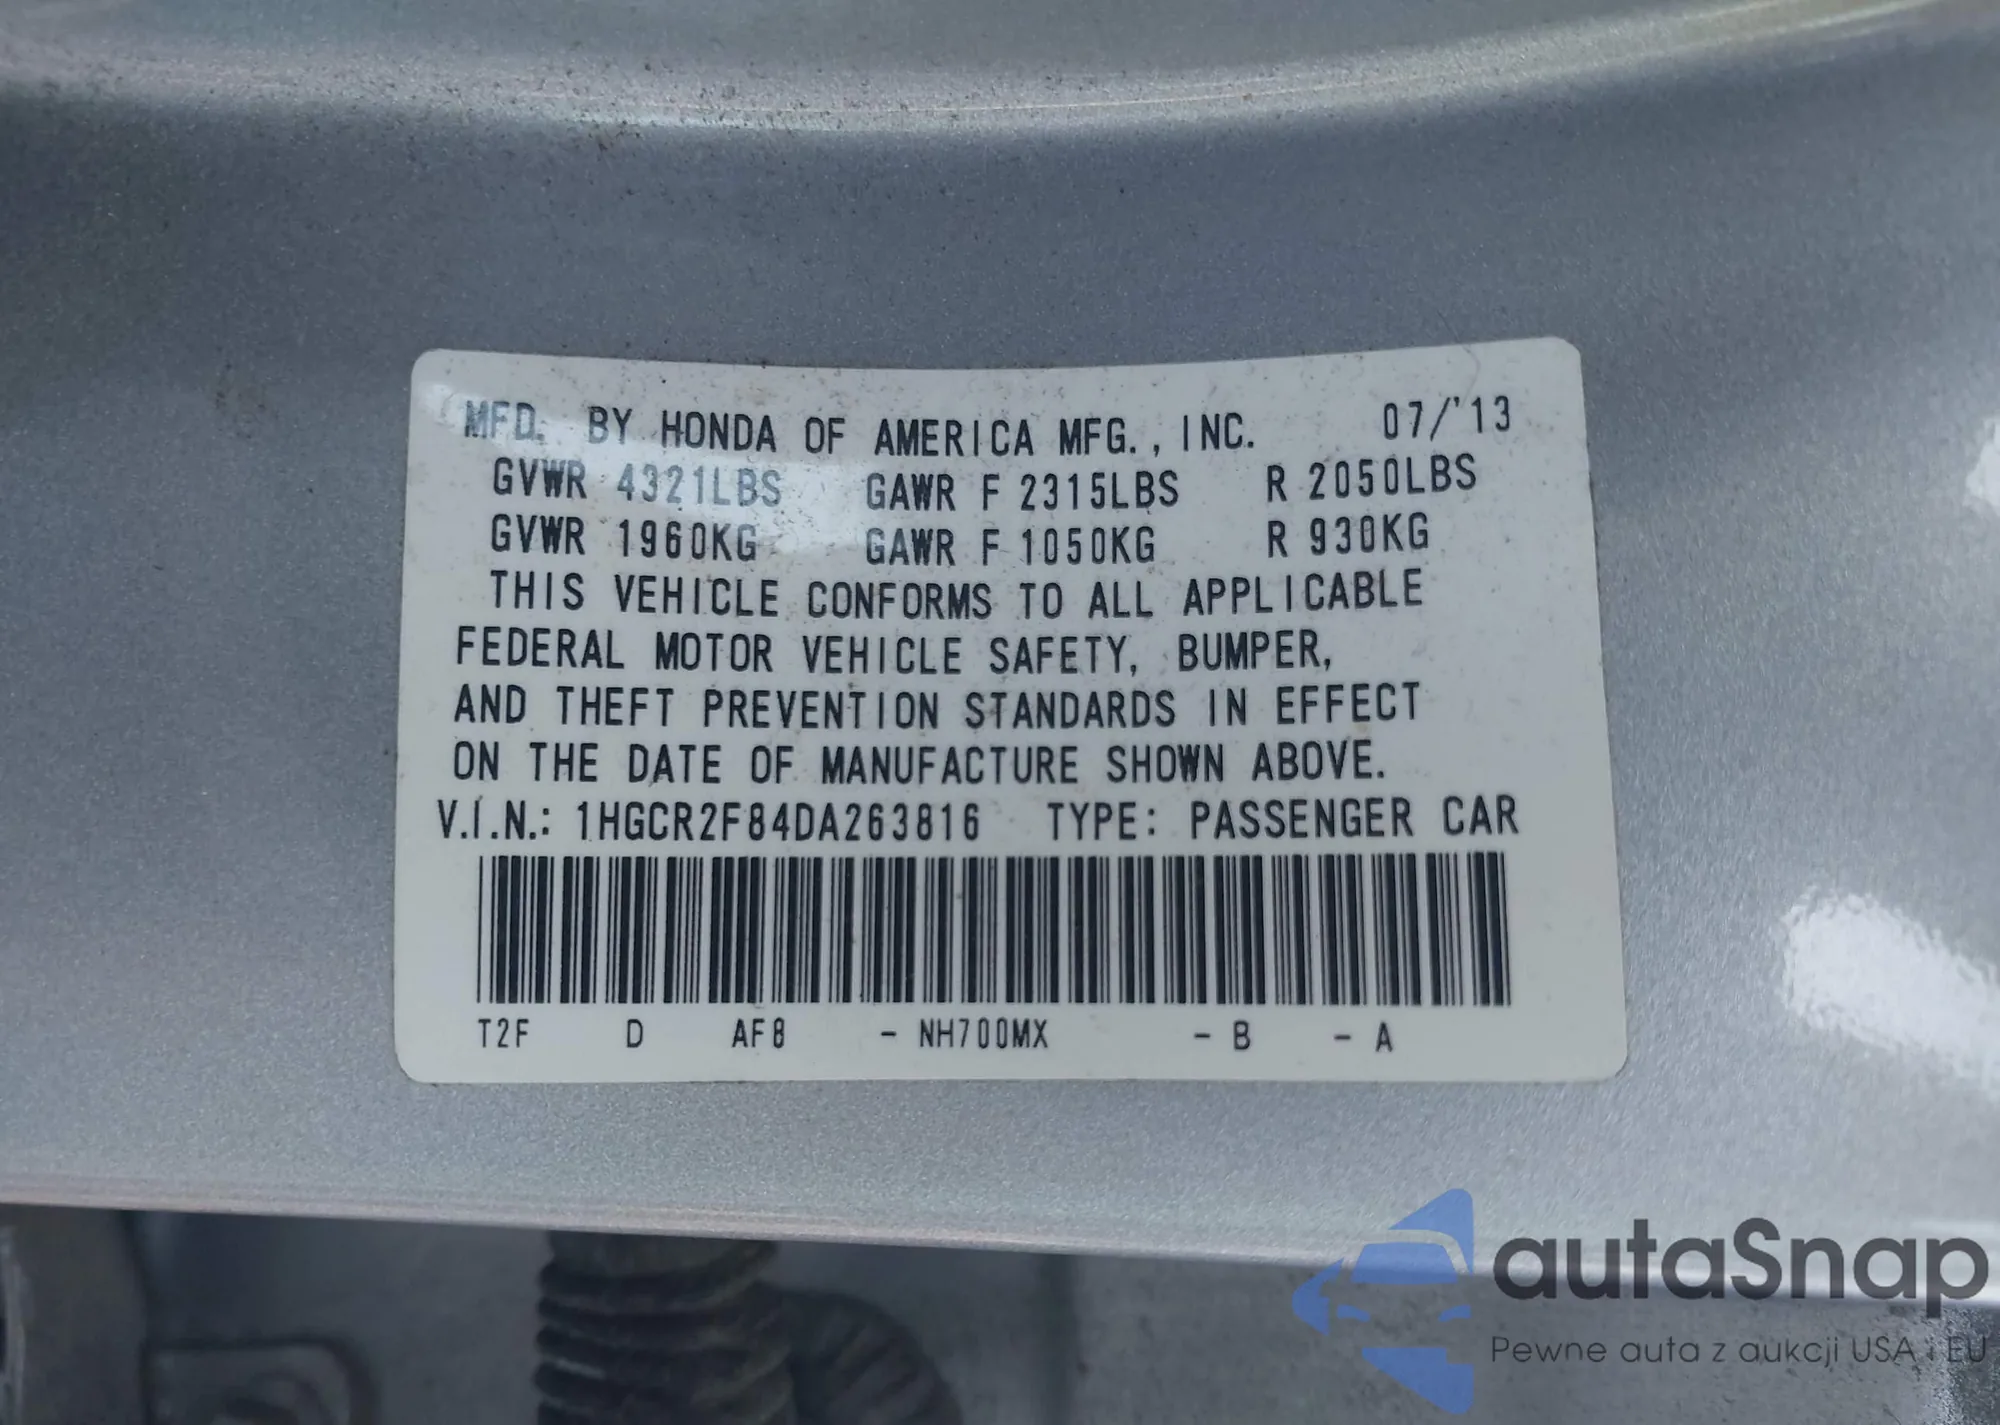 MFD. BY HONDA OF AMERICA MFG., INC. 07/'13
GVWR 4321LBS GAWR F 2315LBS R 2050LBS
GVWR 1960KG GAWR F 1050KG R 930KG
THIS VEHICLE CONFORMS TO ALL APPLICABLE
FEDERAL MOTOR VEHICLE SAFETY, BUMPER,
AND THEFT PREVENTION STANDARDS IN EFFECT
ON THE DATE OF MANUFACTURE SHOWN ABOVE.
V.I.N.: 1HGCR2F84DA263816 TYPE: PASSENGER CAR
T2F D AF8 - NH700MX - B - A
autaSnap
Pewne auta z aukcji USA i EU